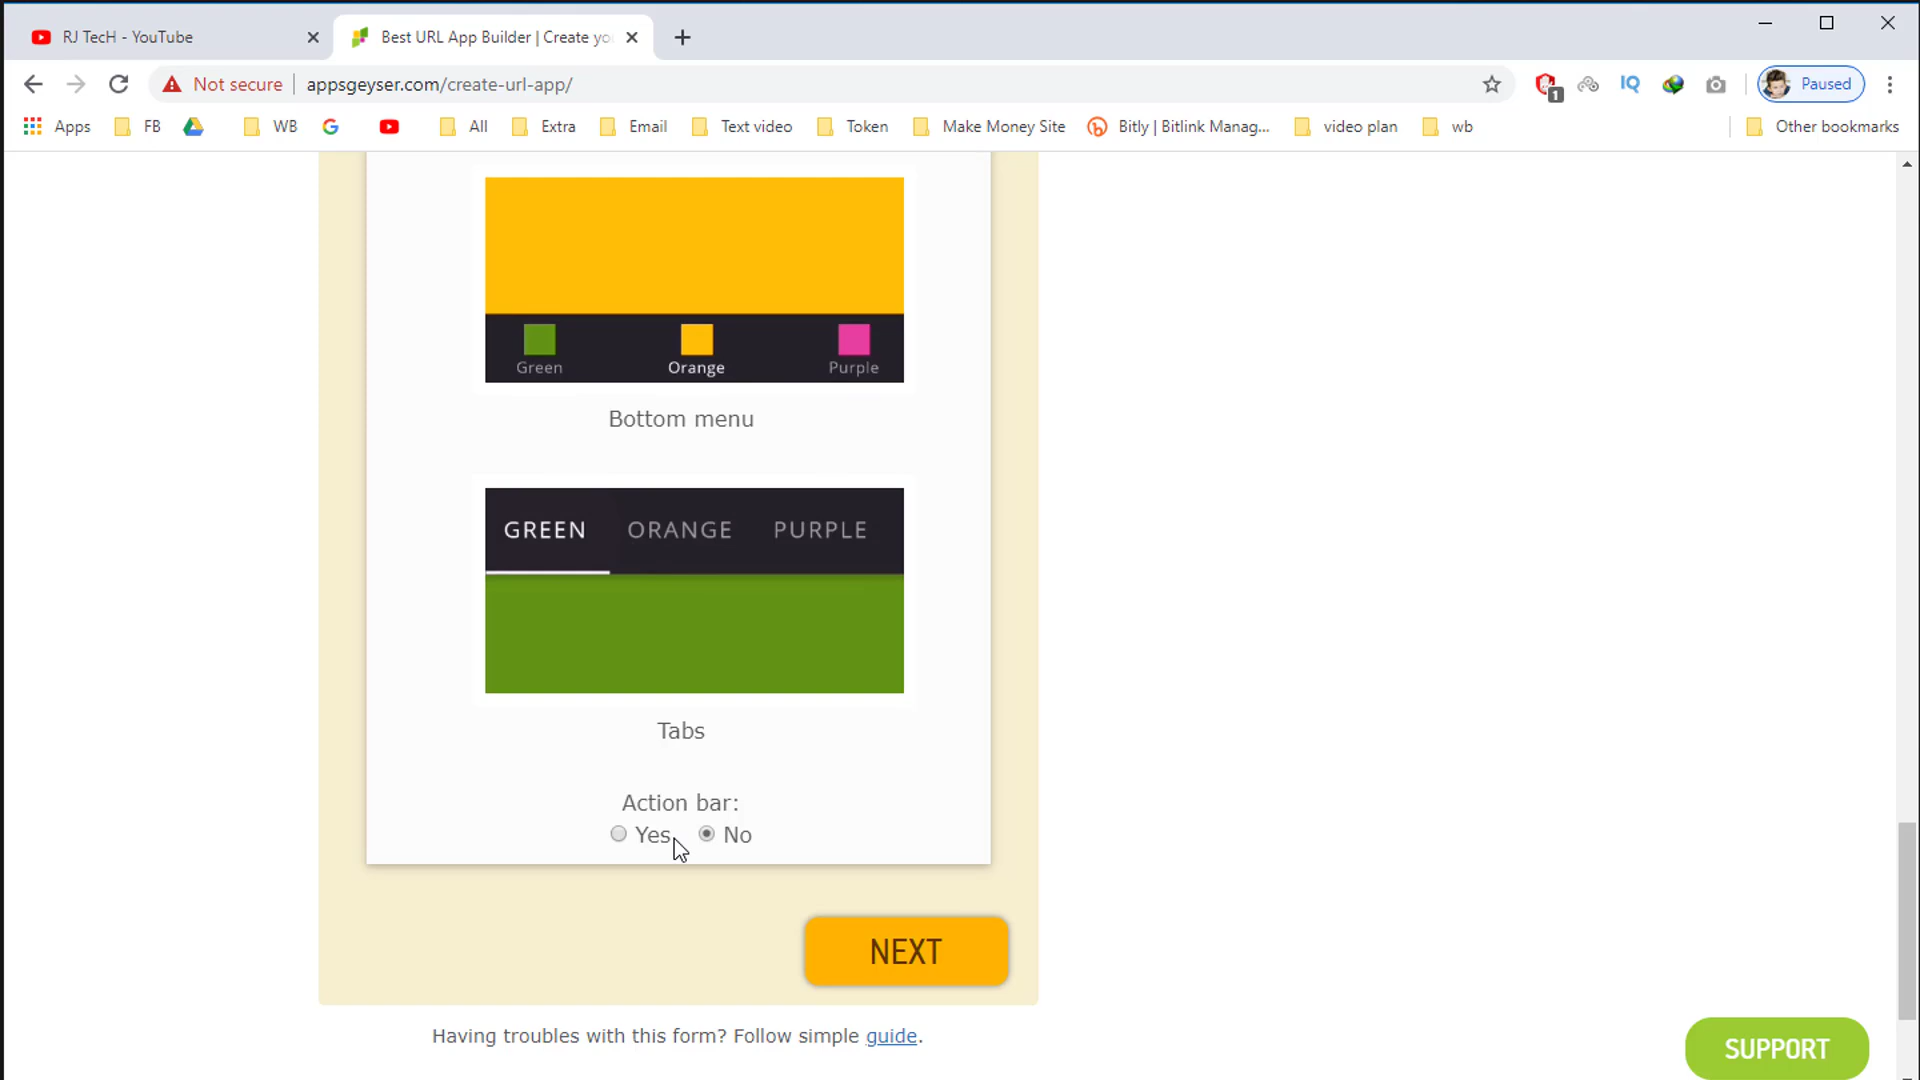 RJ TecH - YouTube
Best URL App Builder | Create yo
Not secure
appsgeyser.com/create-url-app/
1
IQ
Paused
Apps
FB
WB
All
Extra
Email
Text video
Token
Make Money Site
Bitly | Bitlink Manag...
video plan
wb
Other bookmarks
Green
Orange
Purple
Bottom menu
GREEN
ORANGE
PURPLE
Tabs
Action bar:
Yes
No
NEXT
Having troubles with this form? Follow simple guide.
SUPPORT